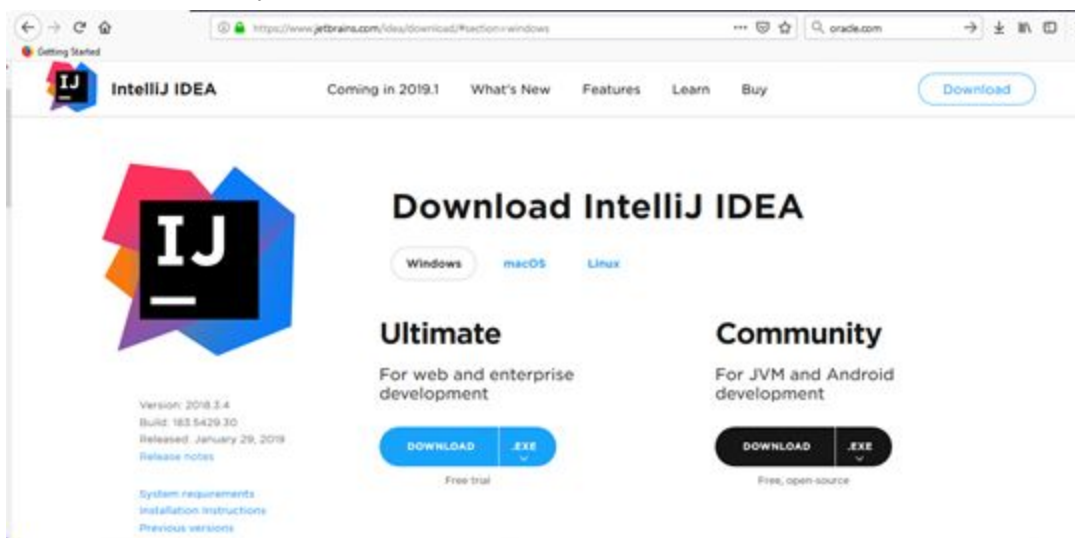 https://www.jetbrains.com/idea/download/#section=windows
oracle.com
Getting Started
IJ
IntelliJ IDEA
Coming in 2019.1
What's New
Features
Learn
Buy
Download
IJ
Download IntelliJ IDEA
Windows
macOS
Linux
Ultimate
For web and enterprise
development
DOWNLOAD
.EXE
Free trial
Community
For JVM and Android
development
DOWNLOAD
.EXE
Free, open-source
Version: 2018.3.4
Build: 183.5429.30
Released: January 29, 2019
Release notes
System requirements
Installation Instructions
Previous versions